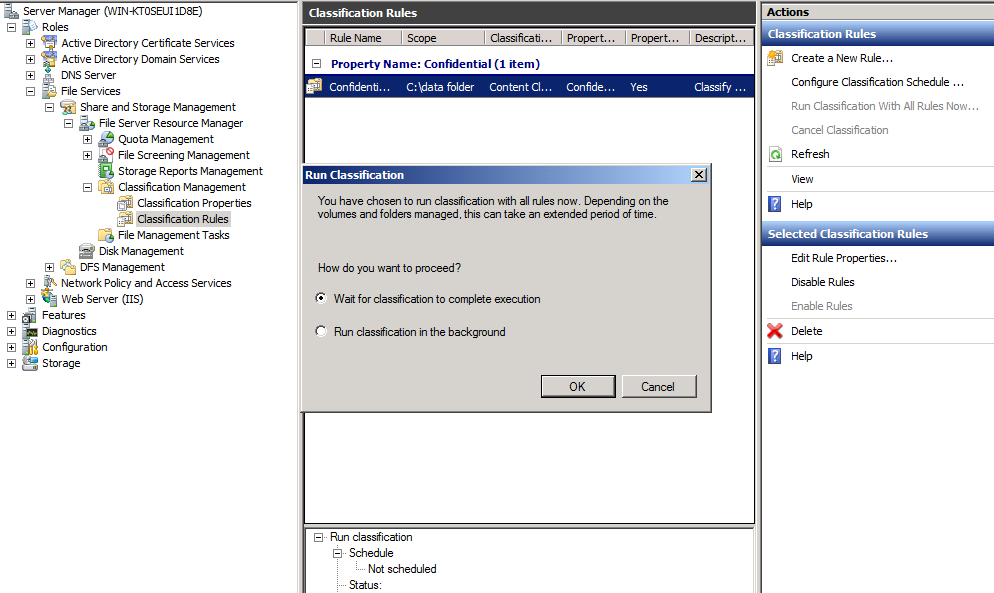 Server Manager (WIN-KT0SEUI1D8E)
Roles
Active Directory Certificate Services
Active Directory Domain Services
DNS Server
File Services
Share and Storage Management
File Server Resource Manager
Quota Management
File Screening Management
Storage Reports Management
Classification Management
Classification Properties
Classification Rules
File Management Tasks
Disk Management
DFS Management
Network Policy and Access Services
Web Server (IIS)
Features
Diagnostics
Configuration
Storage
Classification Rules
Rule Name Scope Classificati... Propert... Propert... Descript...
Property Name: Confidential (1 item)
Confidenti... C:\data folder Content Cl... Confide... Yes Classify ...
Run Classification
You have chosen to run classification with all rules now. Depending on the
volumes and folders managed, this can take an extended period of time.
How do you want to proceed?
Wait for classification to complete execution
Run classification in the background
OK Cancel
Run classification
Schedule
Not scheduled
Status:
Actions
Classification Rules
Create a New Rule...
Configure Classification Schedule ...
Run Classification With All Rules Now...
Cancel Classification
Refresh
View
Help
Selected Classification Rules
Edit Rule Properties...
Disable Rules
Enable Rules
Delete
Help